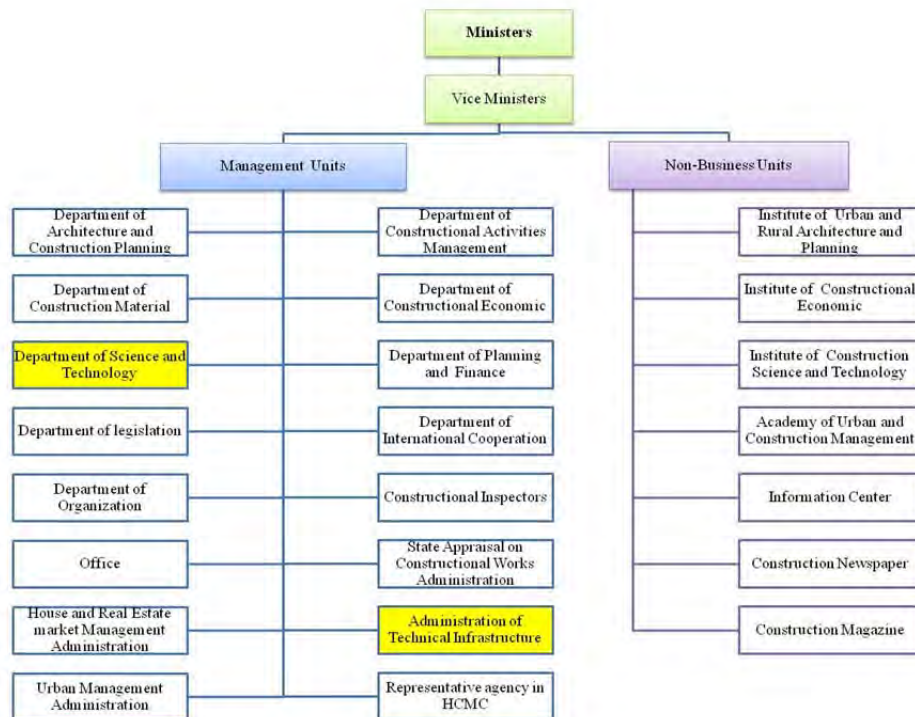 Ministers
Vice Ministers
Management Units
Non-Business Units
Department of
Architecture and
Construction Planning
Department of
Constructional Activities
Management
Institute of Urban and
Rural Architecture and
Planning
Department of
Construction Material
Department of
Constructional Economic
Institute of Constructional
Economic
Department of Science and
Technology
Department of Planning
and Finance
Institute of Construction
Science and Technology
Department of legislation
Department of
International Cooperation
Academy of Urban and
Construction Management
Department of
Organization
Constructional Inspectors
Information Center
Office
State Appraisal on
Constructional Works
Administration
Construction Newspaper
House and Real Estate
market Management
Administration
Administration of
Technical Infrastructure
Construction Magazine
Urban Management
Administration
Representative agency in
HCMC